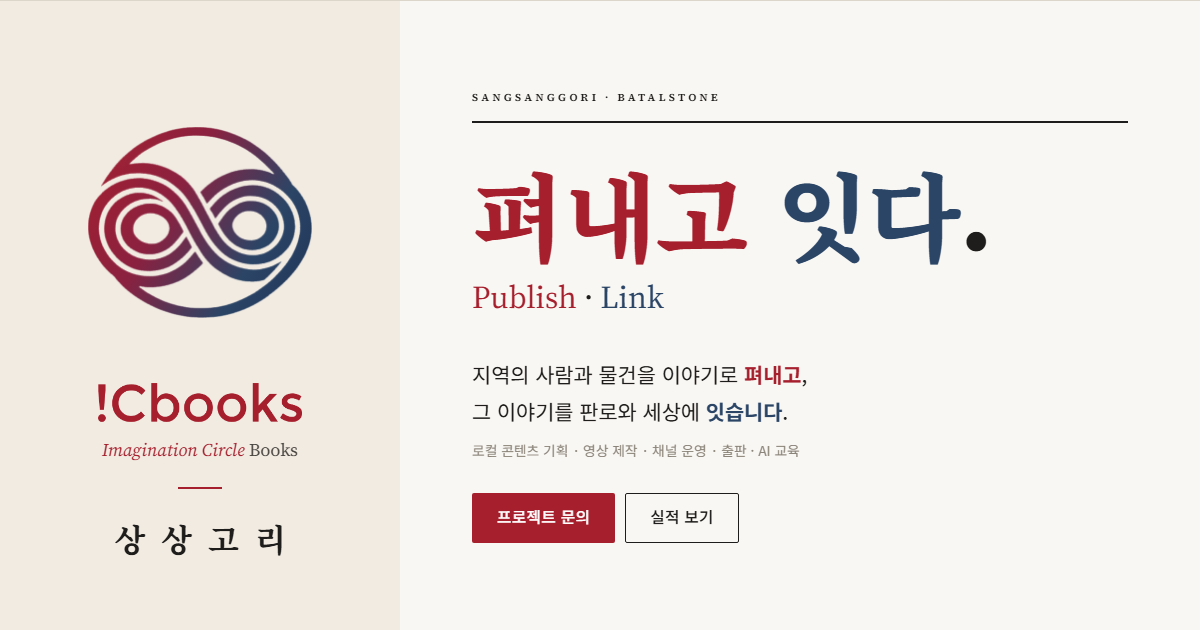 !Cbooks
Imagination Circle Books
상상고리
SANGSANGGORI · BATALSTONE
펴내고 잇다.
Publish · Link
지역의 사람과 물건을 이야기로 펴내고,
그 이야기를 판로와 세상에 잇습니다.
로컬 콘텐츠 기획 · 영상 제작 · 채널 운영 · 출판 · AI 교육
프로젝트 문의
실적 보기